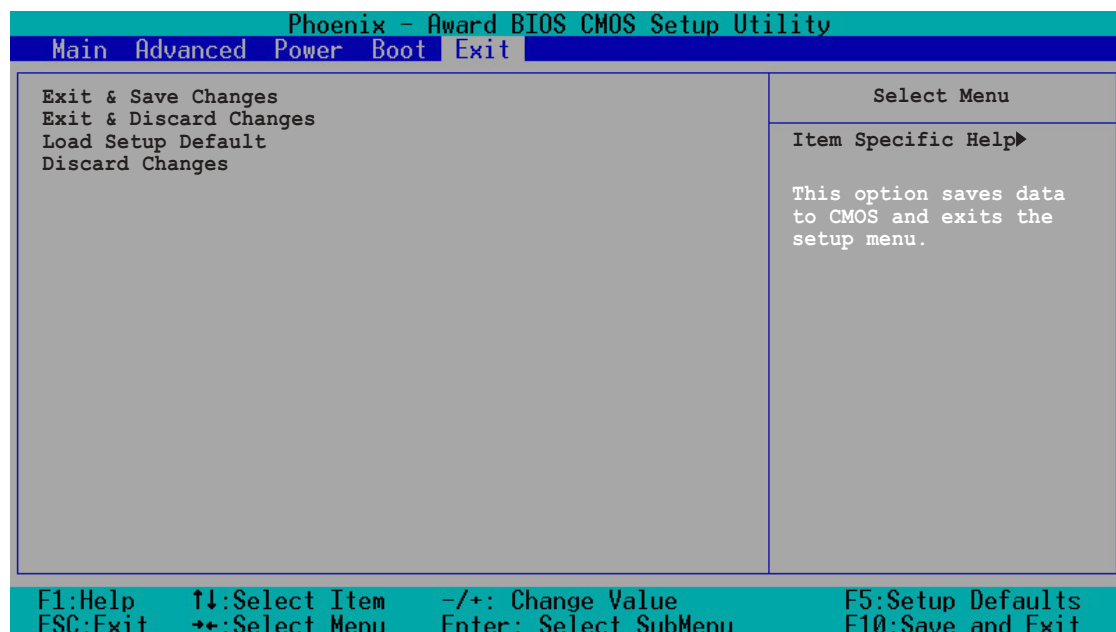 Phoenix - Award BIOS CMOS Setup Utility
Main Advanced Power Boot Exit
Exit & Save Changes
Exit & Discard Changes
Load Setup Default
Discard Changes
Select Menu
Item Specific Help▶
This option saves data
to CMOS and exits the
setup menu.
F1:Help ↑↓:Select Item -/+: Change Value F5:Setup Defaults
ESC:Exit →←:Select Menu Enter: Select SubMenu F10:Save and Exit